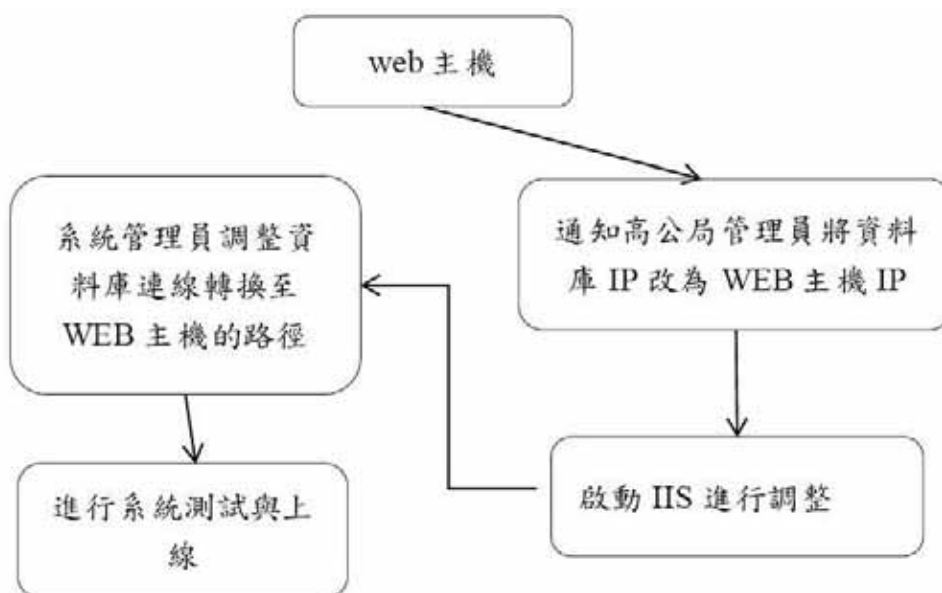 web 主機
通知高公局管理員將資料
庫 IP 改為 WEB 主機 IP
啟動 IIS 進行調整
系統管理員調整資
料庫連線轉換至
WEB 主機的路徑
進行系統測試與上
線